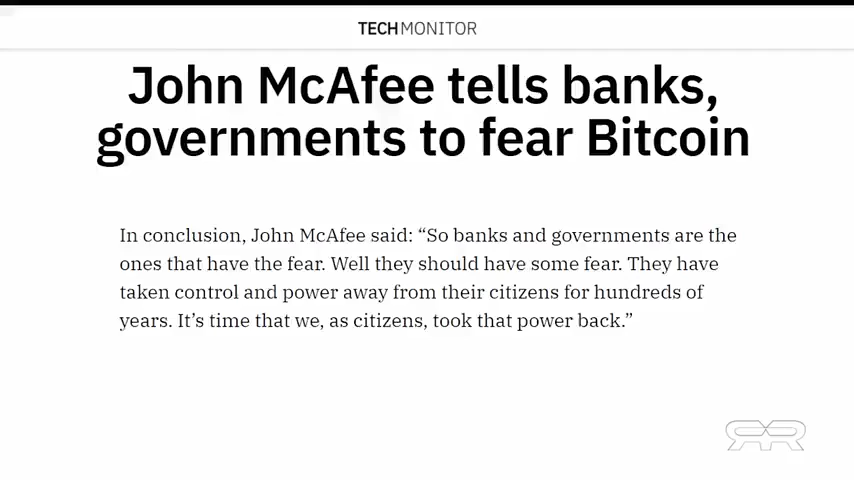 TECHMONITOR
John McAfee tells banks,
governments to fear Bitcoin
In conclusion, John McAfee said: “So banks and governments are the
ones that have the fear. Well they should have some fear. They have
taken control and power away from their citizens for hundreds of
years. It’s time that we, as citizens, took that power back.”